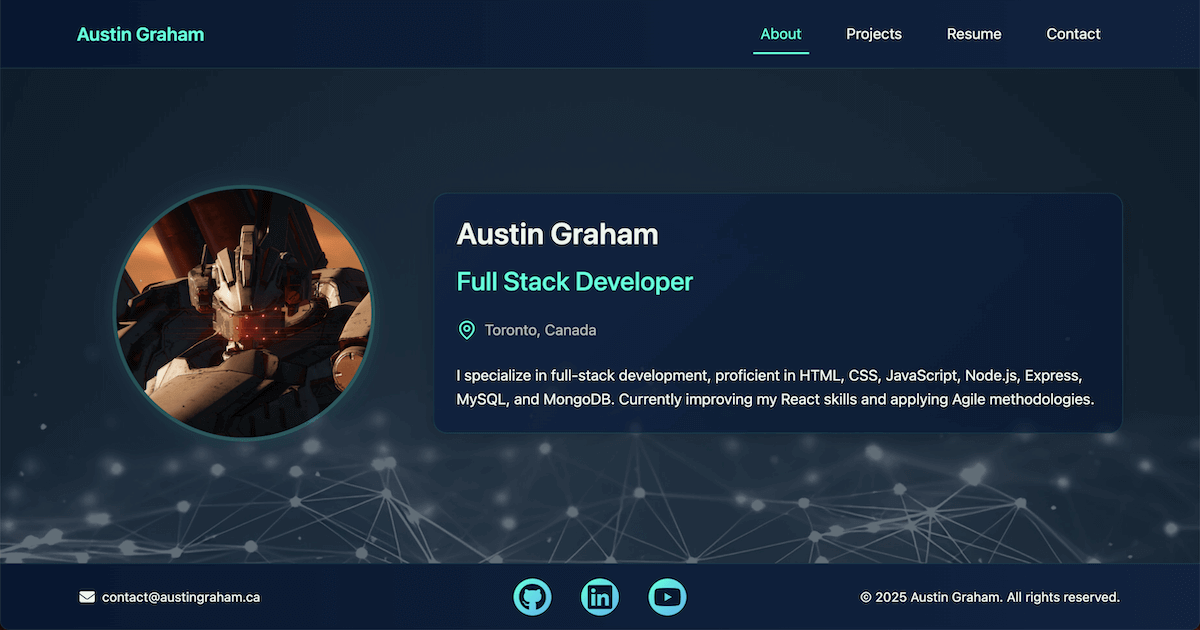 Austin Graham
About
Projects
Resume
Contact
Austin Graham
Full Stack Developer
Toronto, Canada
I specialize in full-stack development, proficient in HTML, CSS, JavaScript, Node.js, Express,
MySQL, and MongoDB. Currently improving my React skills and applying Agile methodologies.
contact@austingraham.ca
in
© 2025 Austin Graham. All rights reserved.